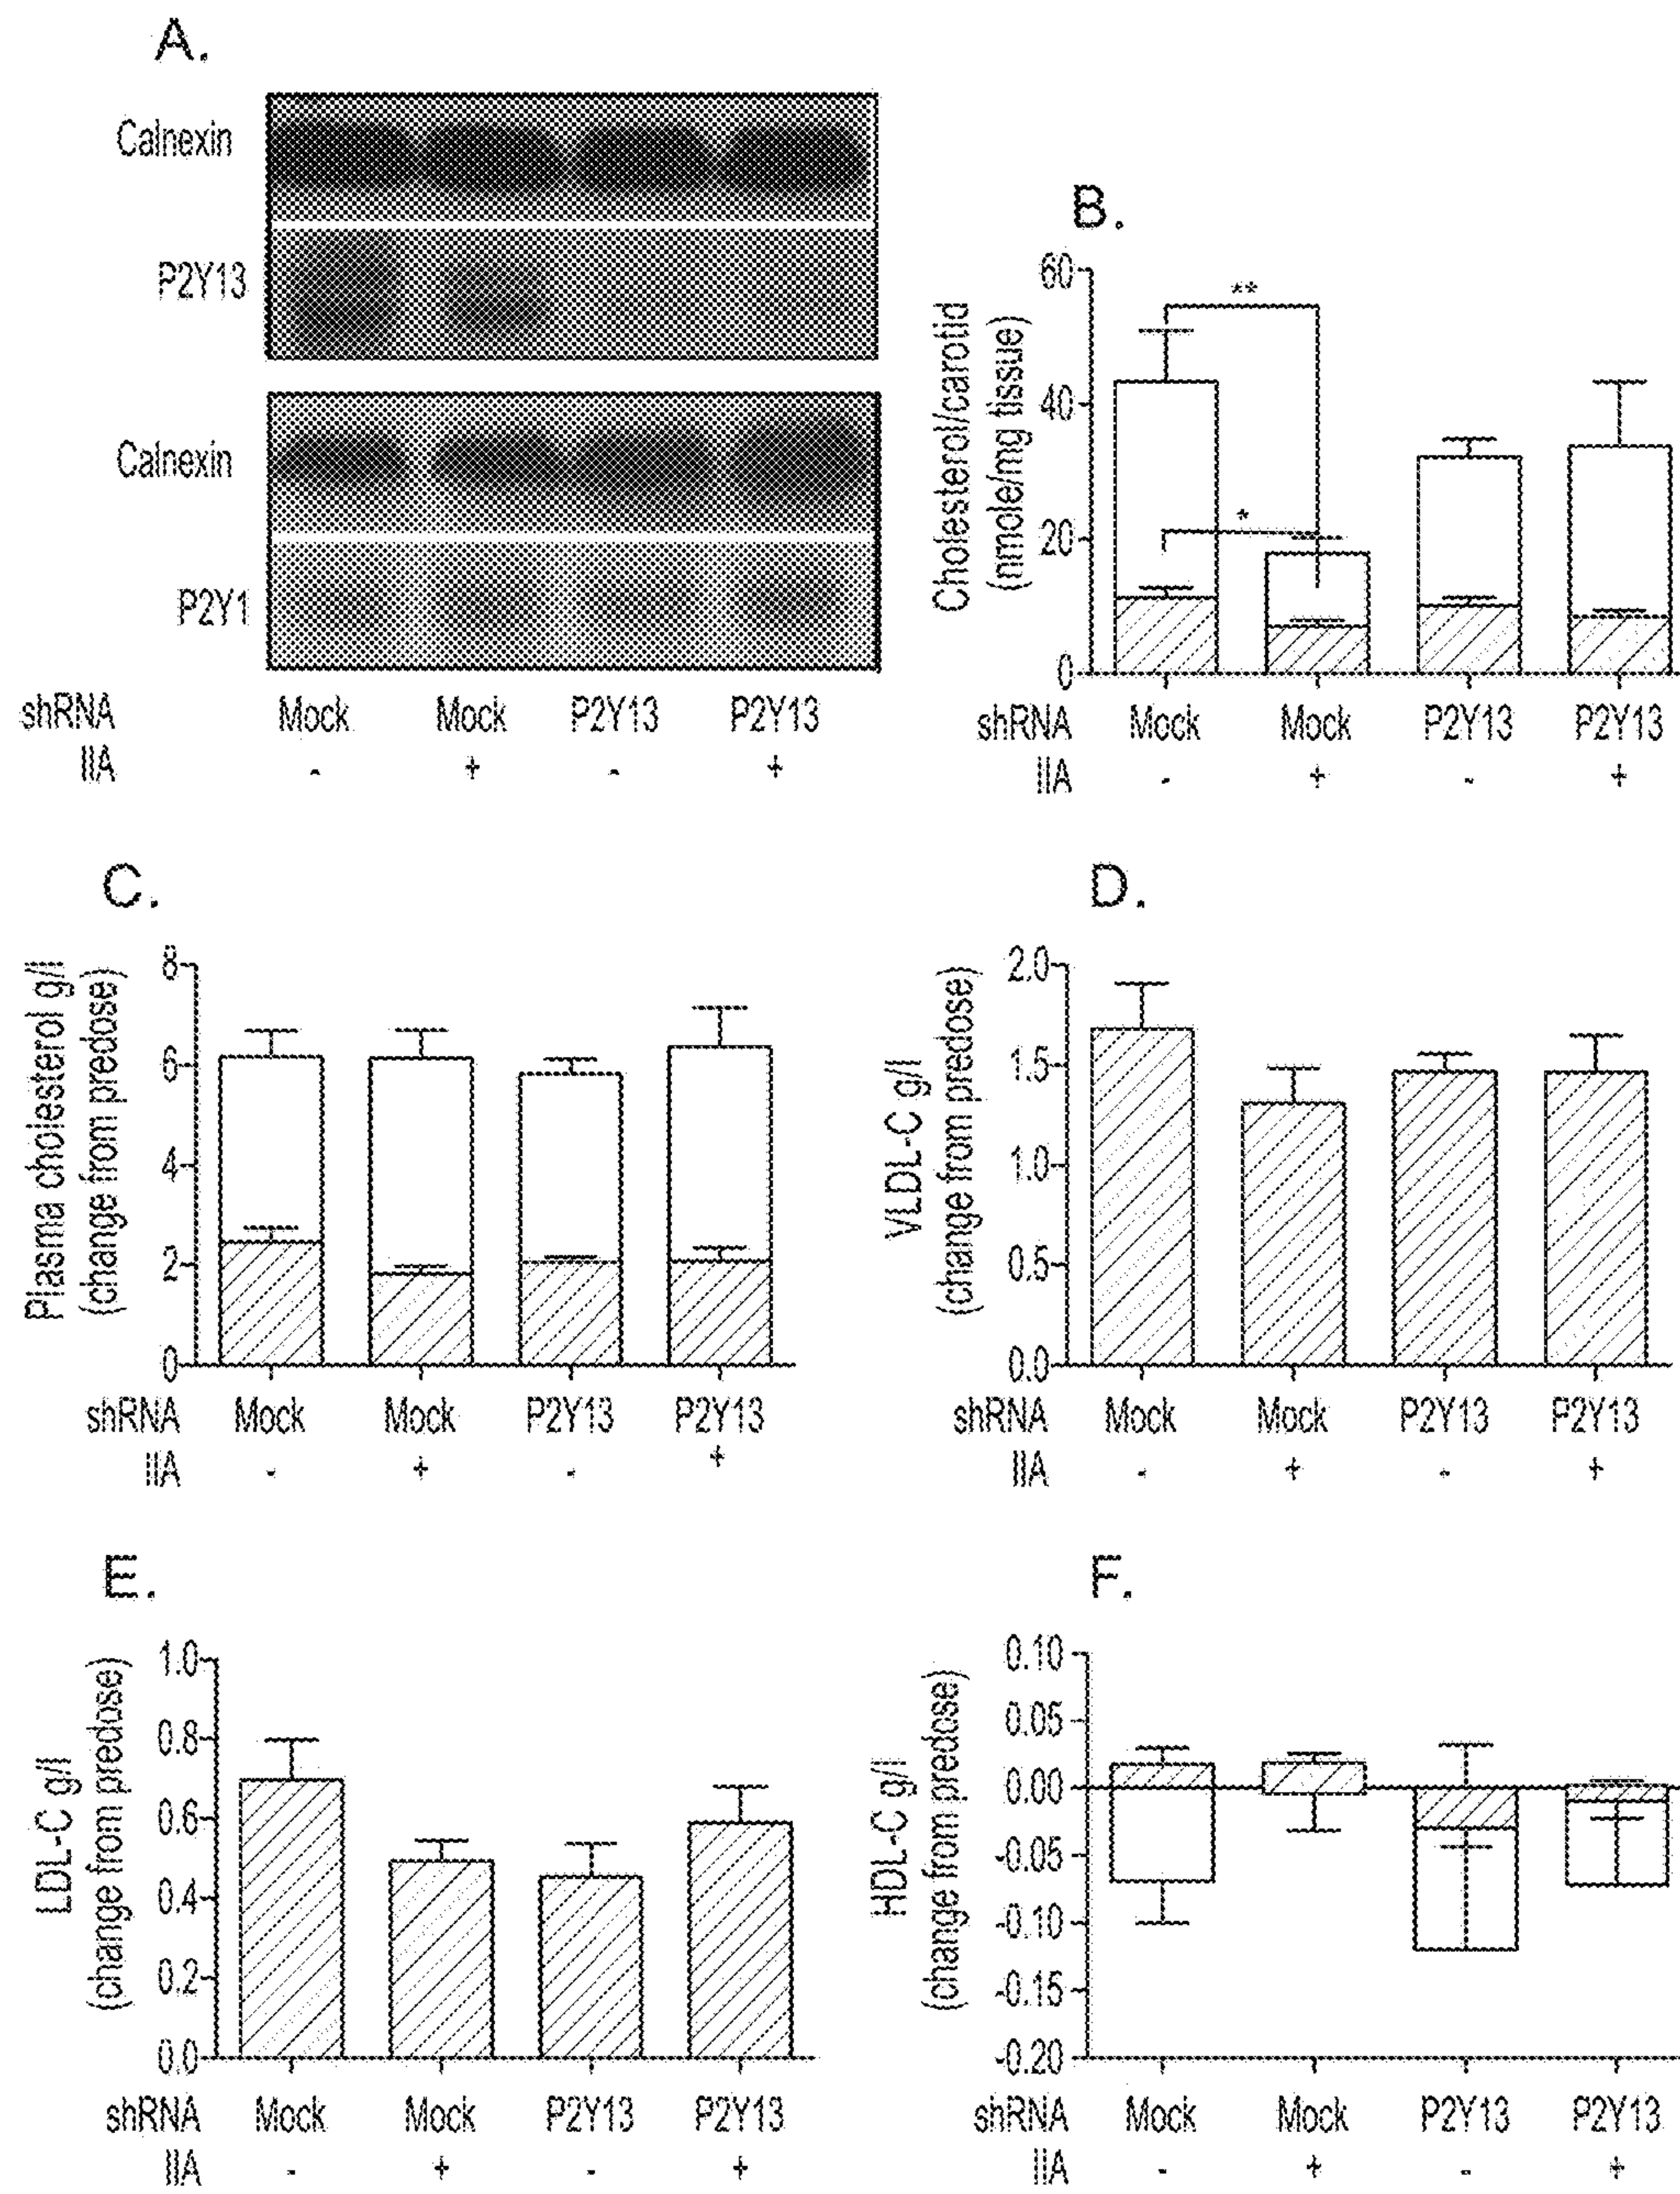 A.
Calnexin
P2Y13
Calnexin
P2Y1
shRNA Mock Mock P2Y13 P2Y13
IIA - + - +
B.
Cholesterol/carotid
(nmole/mg tissue)
60
40
20
0
**
*
shRNA Mock Mock P2Y13 P2Y13
IIA - + - +
C.
Plasma cholesterol g/l
(change from predose)
8
6
4
2
0
shRNA Mock Mock P2Y13 P2Y13
IIA - + - +
D.
VLDL-C g/l
(change from predose)
2.0
1.5
1.0
0.5
0.0
shRNA Mock Mock P2Y13 P2Y13
IIA - + - +
E.
LDL-C g/l
(change from predose)
1.0
0.8
0.6
0.4
0.2
0.0
shRNA Mock Mock P2Y13 P2Y13
IIA - + - +
F.
HDL-C g/l
(change from predose)
0.10
0.05
0.00
-0.05
-0.10
-0.15
-0.20
shRNA Mock Mock P2Y13 P2Y13
IIA - + - +